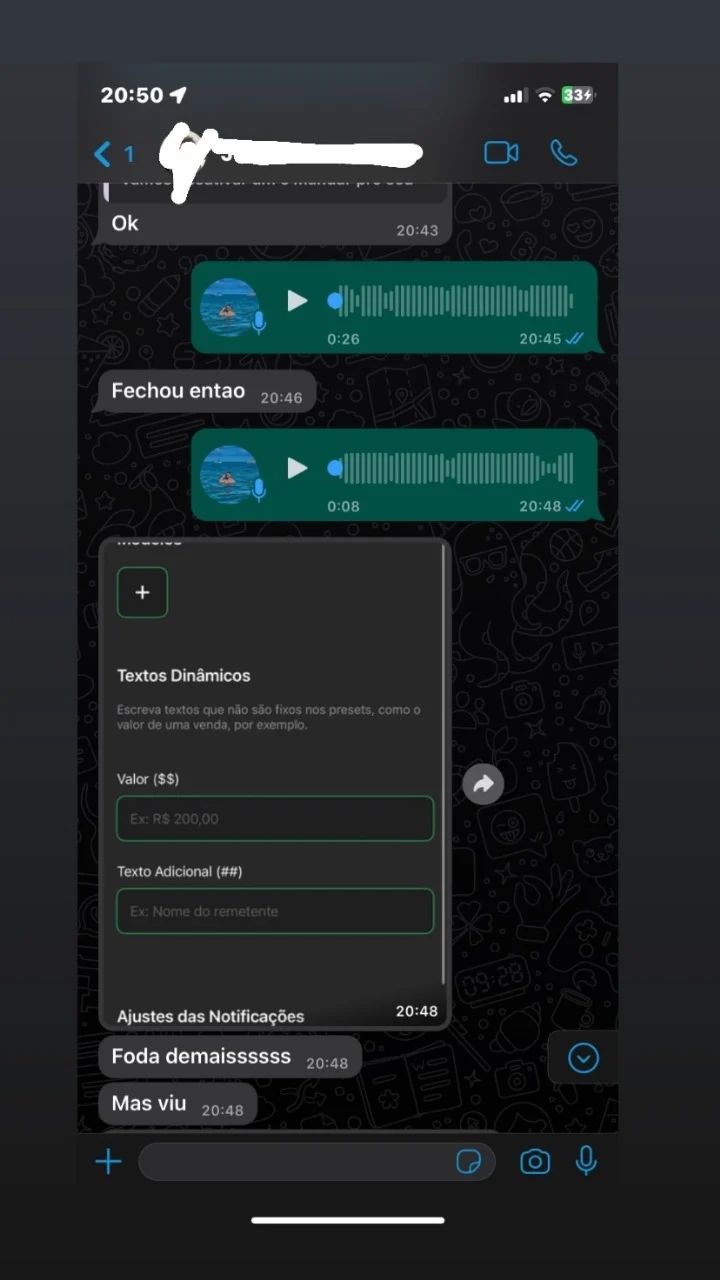 20:50
33
1
Ok
20:43
0:26
20:45
Fechou entao
20:46
0:08
20:48
Modelos
+
Textos Dinâmicos
Escreva textos que não são fixos nos presets, como o
valor de uma venda, por exemplo.
Valor ($$)
Ex: R$ 200,00
Texto Adicional (##)
Ex: Nome do remetente
Ajustes das Notificações
20:48
Foda demaissssss
20:48
Mas viu
20:48